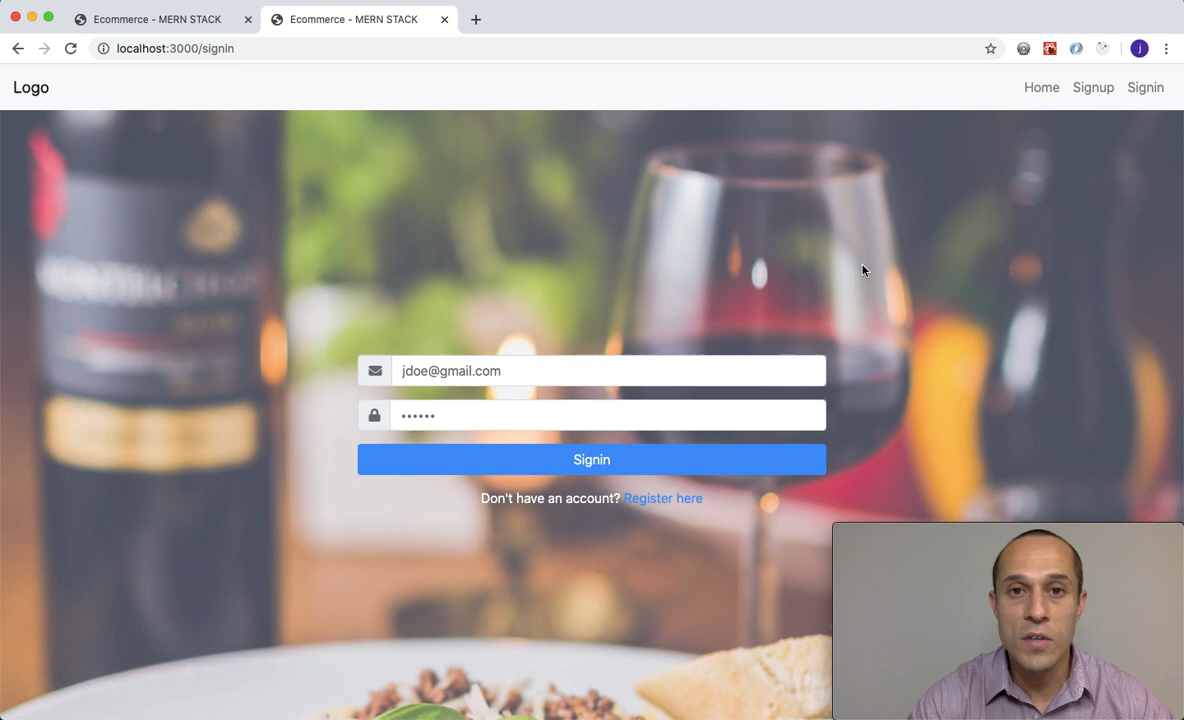 Ecommerce - MERN STACK
Ecommerce - MERN STACK
localhost:3000/signin
j
Logo
Home Signup Signin
jdoe@gmail.com
••••••
Signin
Don't have an account? Register here